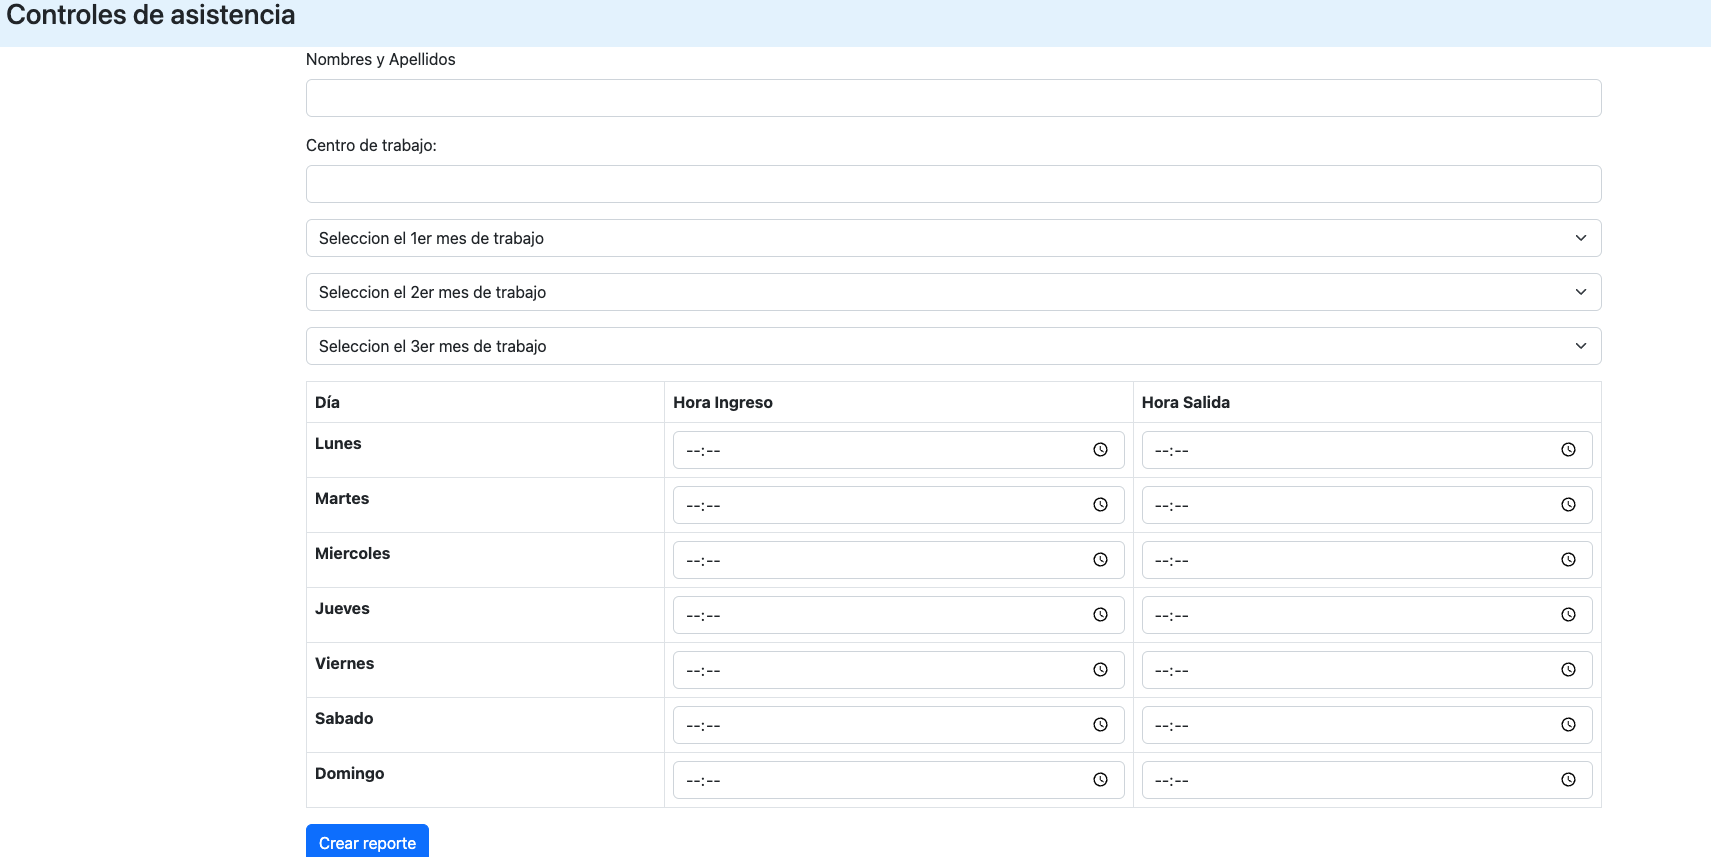 Controles de asistencia
Nombres y Apellidos
Centro de trabajo:
Seleccion el 1er mes de trabajo
Seleccion el 2er mes de trabajo
Seleccion el 3er mes de trabajo
Día Hora Ingreso Hora Salida
Lunes --:-- --:--
Martes --:-- --:--
Miercoles --:-- --:--
Jueves --:-- --:--
Viernes --:-- --:--
Sabado --:-- --:--
Domingo --:-- --:--
Crear reporte